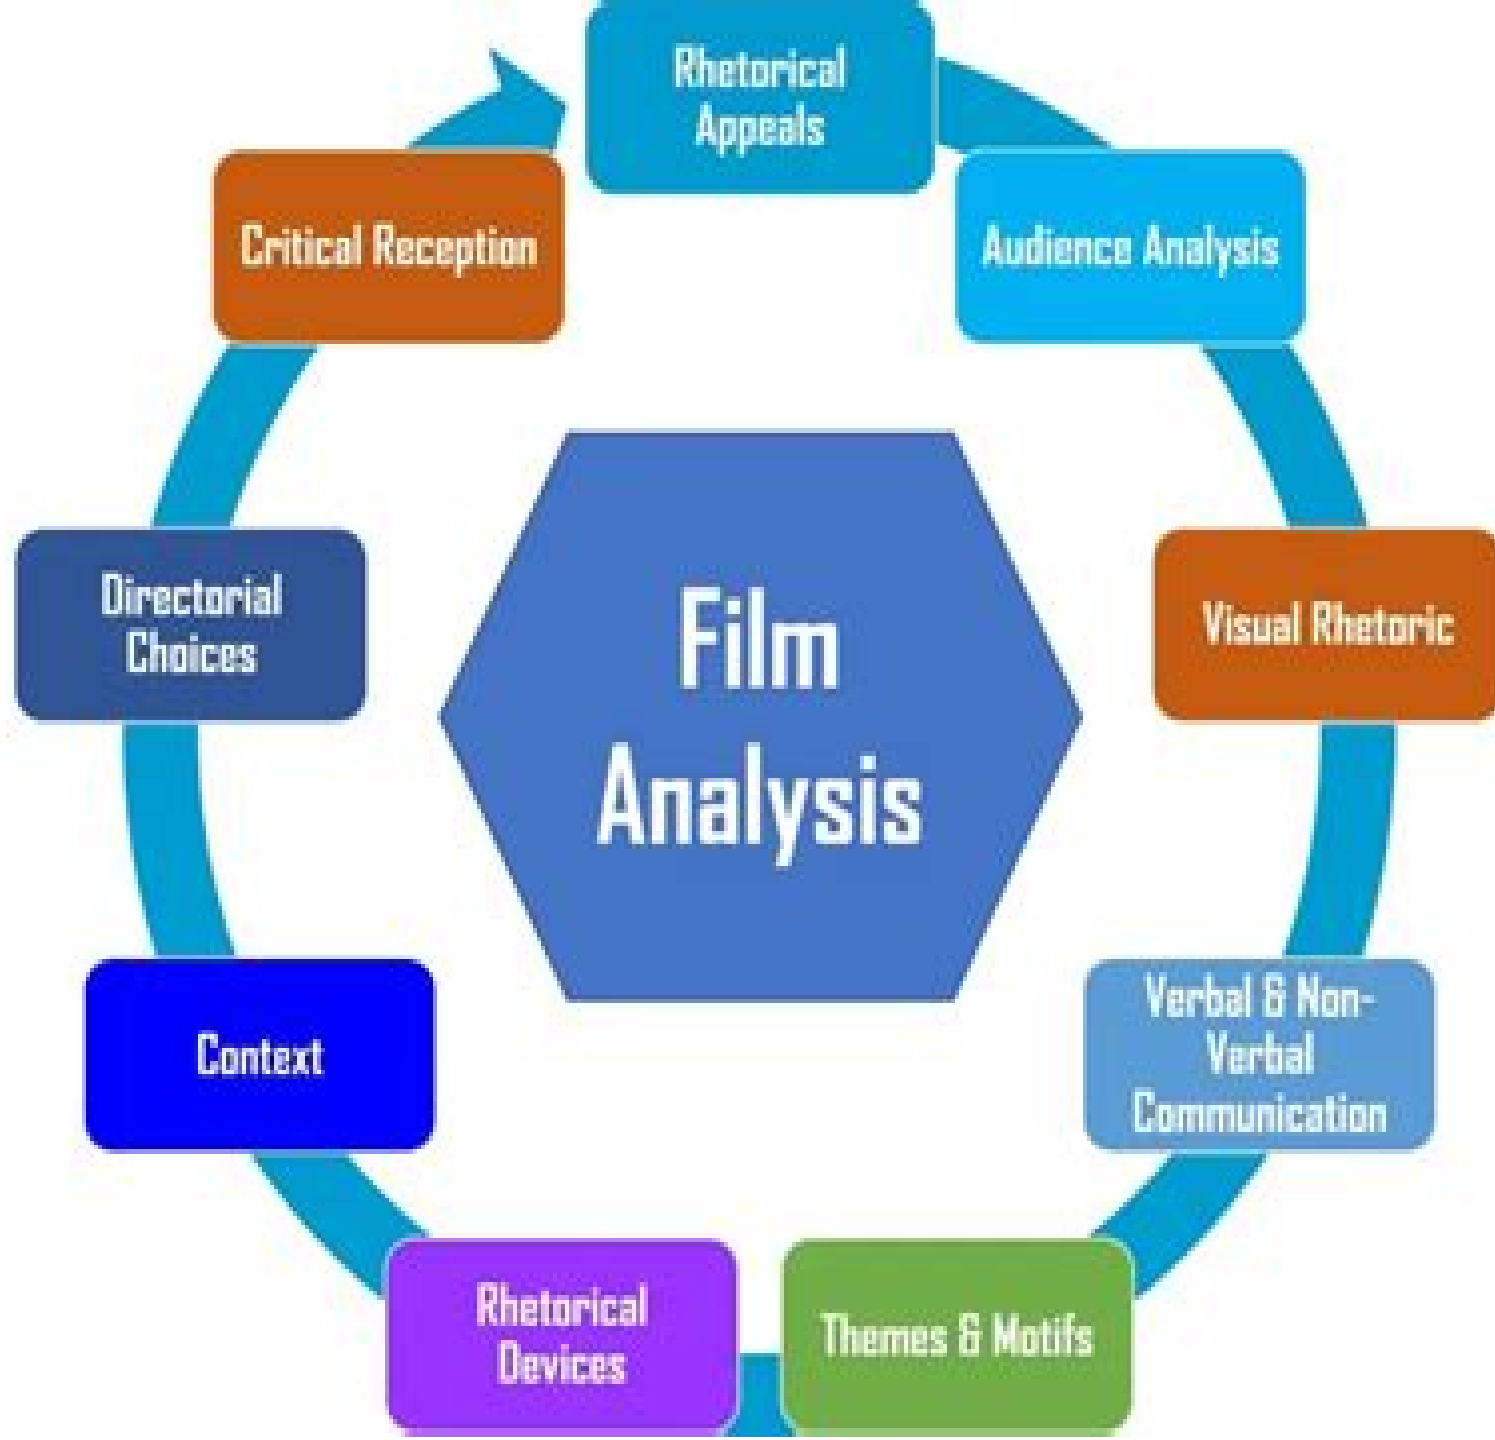 Rhetorical
Appeals
Audience Analysis
Visual Rhetoric
Verbal & Non-
Verbal
Communication
Themes & Motifs
Rhetorical
Devices
Context
Directorial
Choices
Critical Reception
Film
Analysis